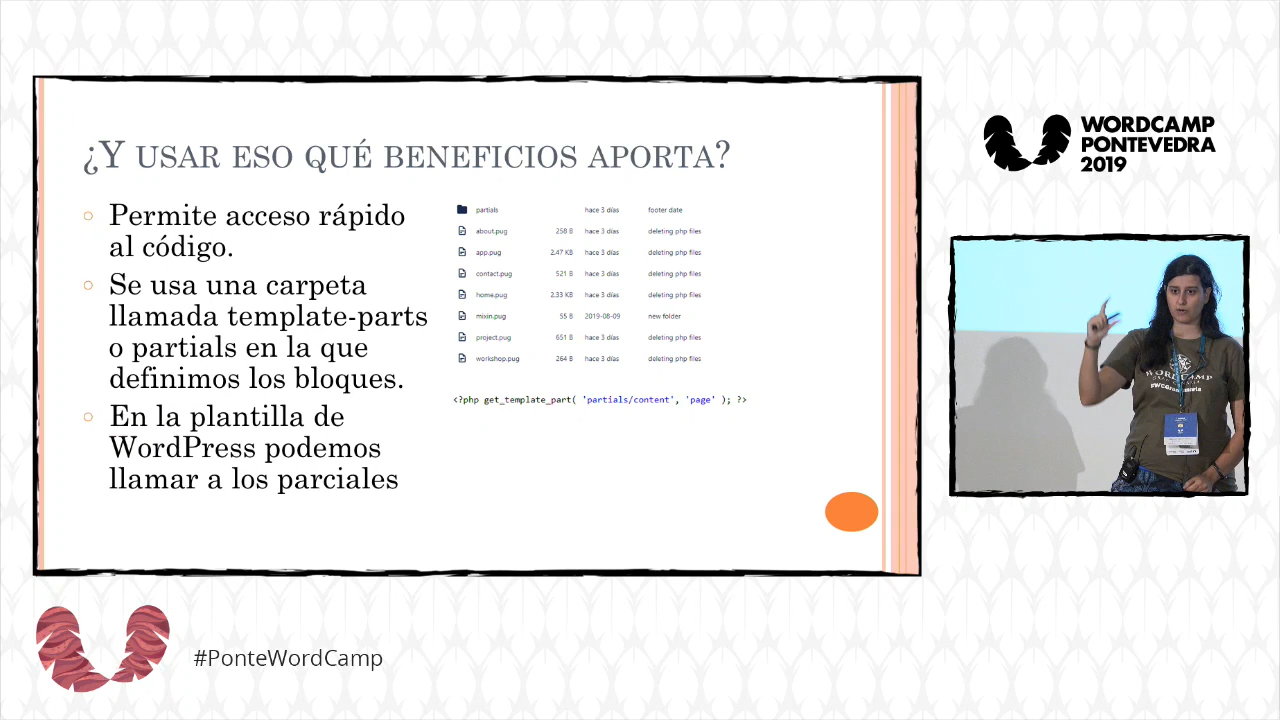 ¿Y USAR ESO QUÉ BENEFICIOS APORTA?
Permite acceso rápido
al código.
Se usa una carpeta
llamada template-parts
o partials en la que
definimos los bloques.
En la plantilla de
WordPress podemos
llamar a los parciales
partials hace 3 días footer date
about.pug 258 B hace 3 días deleting php files
app.pug 2.47 KB hace 3 días deleting php files
contact.pug 521 B hace 3 días deleting php files
home.pug 2.33 KB hace 3 días deleting php files
mixin.pug 55 B 2019-08-09 new folder
project.pug 651 B hace 3 días deleting php files
workshop.pug 264 B hace 3 días deleting php files
<?php get_template_part( 'partials/content', 'page' ); ?>
WORDCAMP
PONTEVEDRA
2019
WORDCAMP
#PonteWordCamp